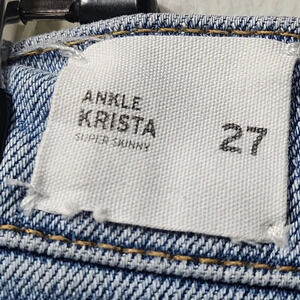 ANKLE
KRISTA
SUPER SKINNY
27